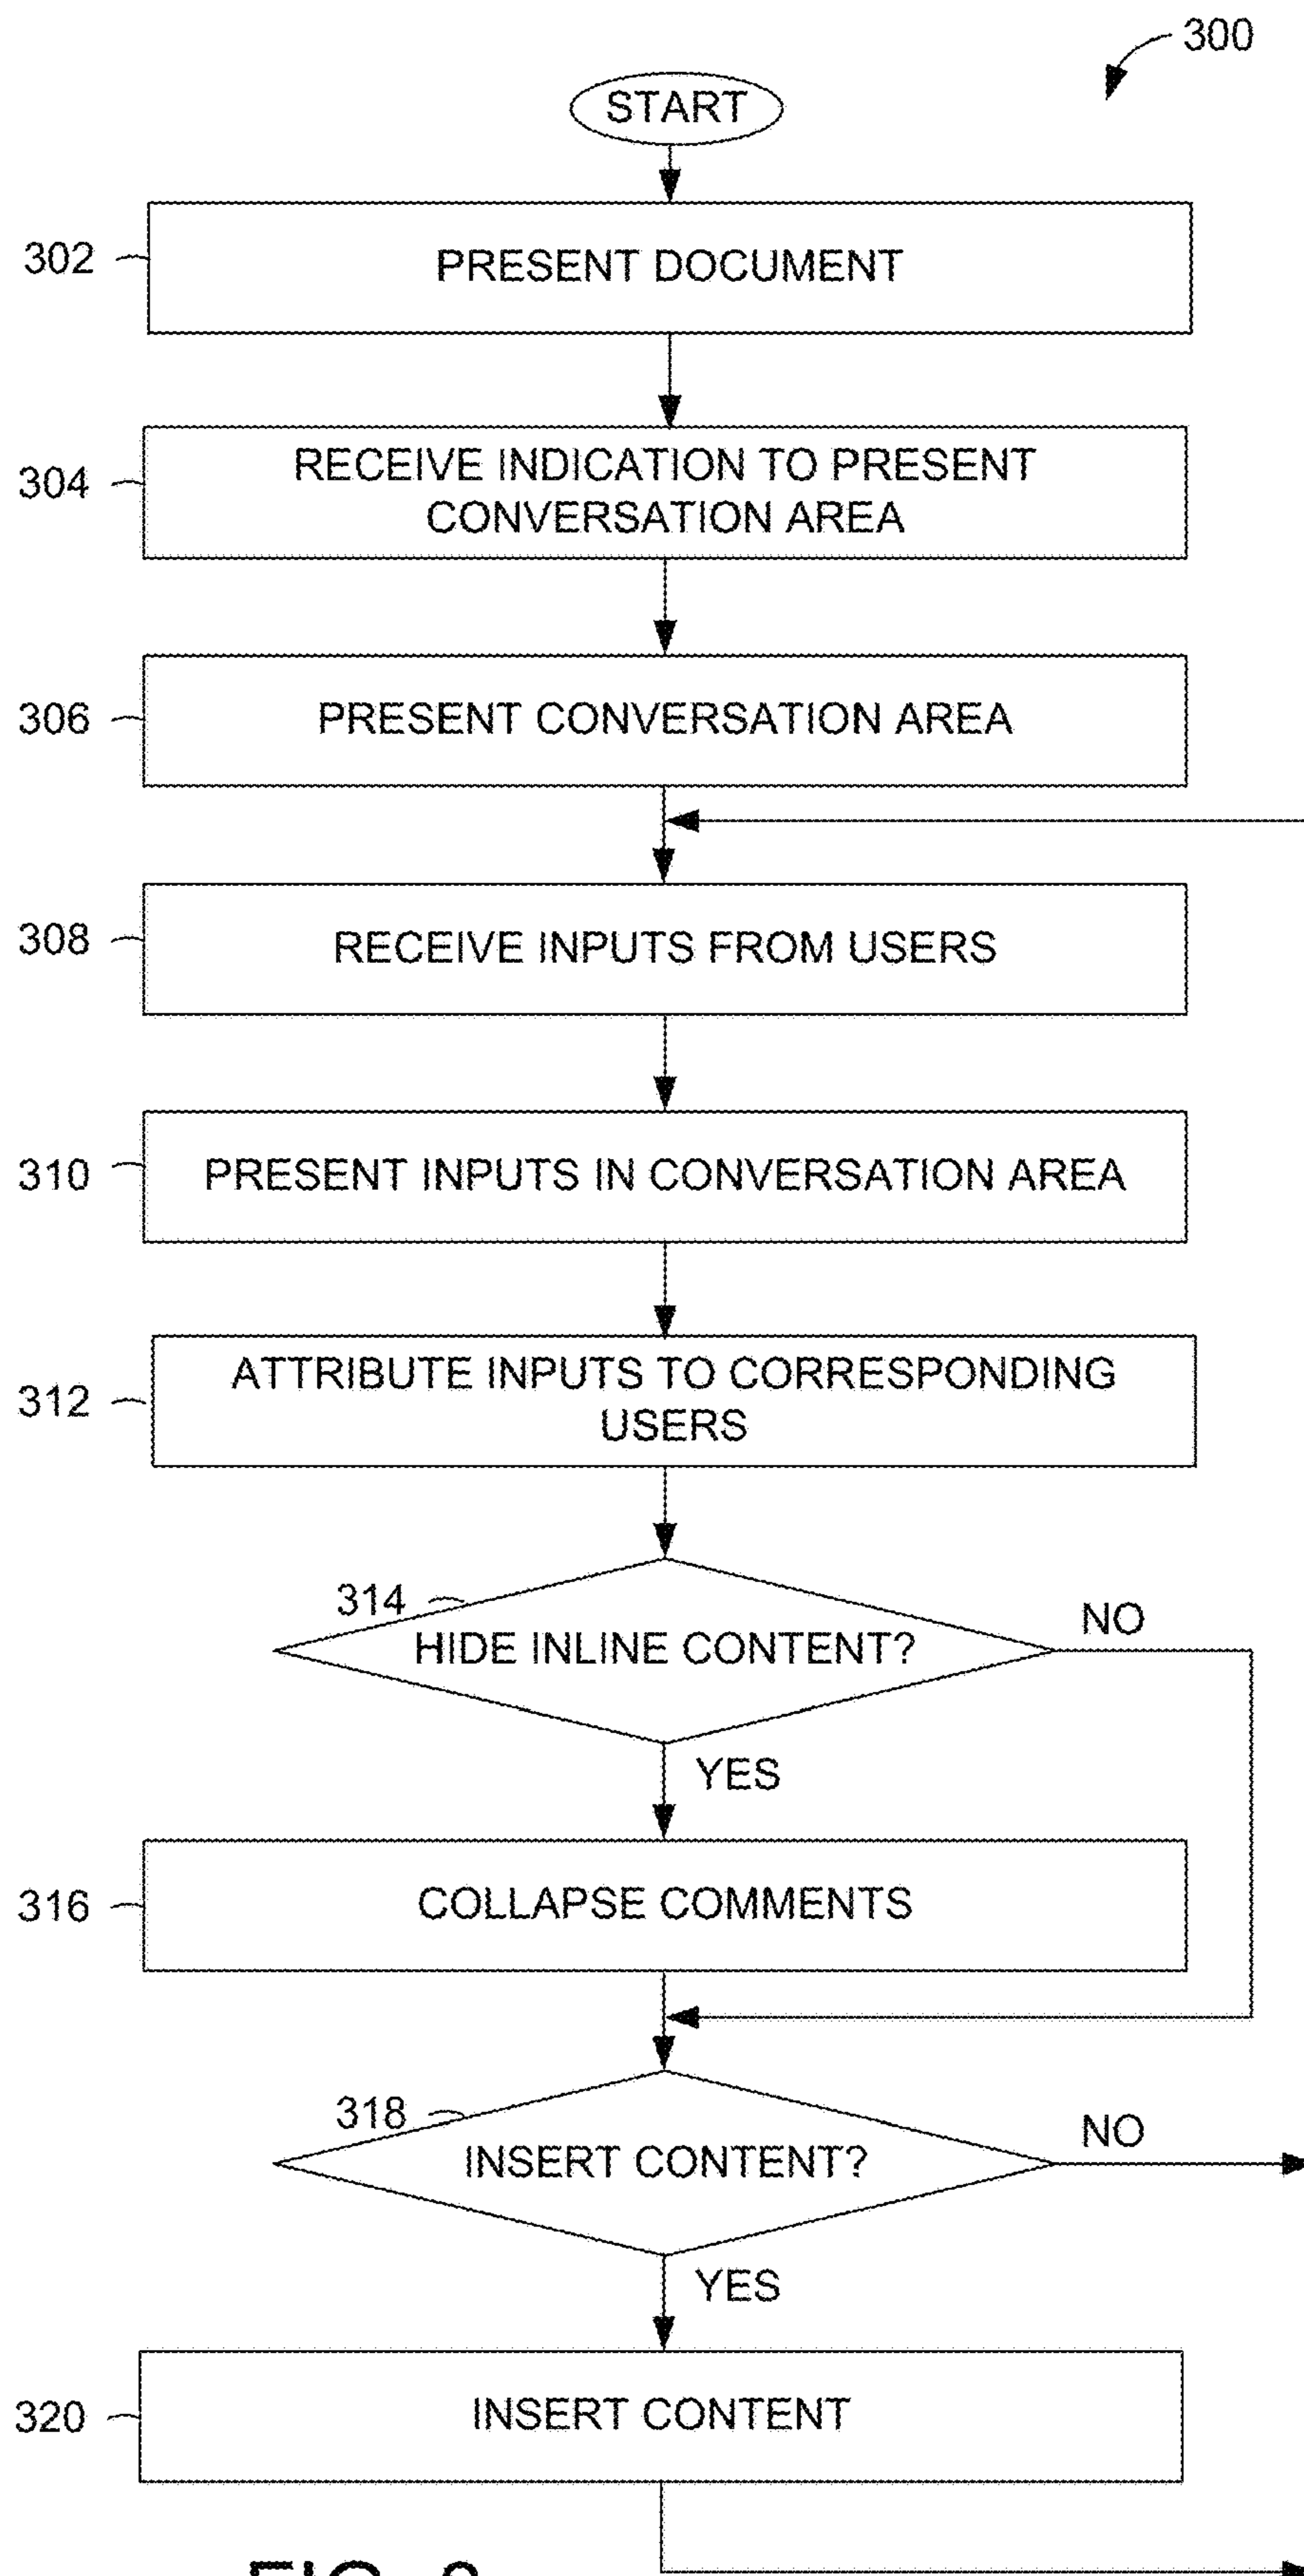 300
START
302
PRESENT DOCUMENT
304
RECEIVE INDICATION TO PRESENT
CONVERSATION AREA
306
PRESENT CONVERSATION AREA
308
RECEIVE INPUTS FROM USERS
310
PRESENT INPUTS IN CONVERSATION AREA
312
ATTRIBUTE INPUTS TO CORRESPONDING
USERS
314
HIDE INLINE CONTENT?
NO
YES
316
COLLAPSE COMMENTS
318
INSERT CONTENT?
NO
YES
320
INSERT CONTENT
FIG.